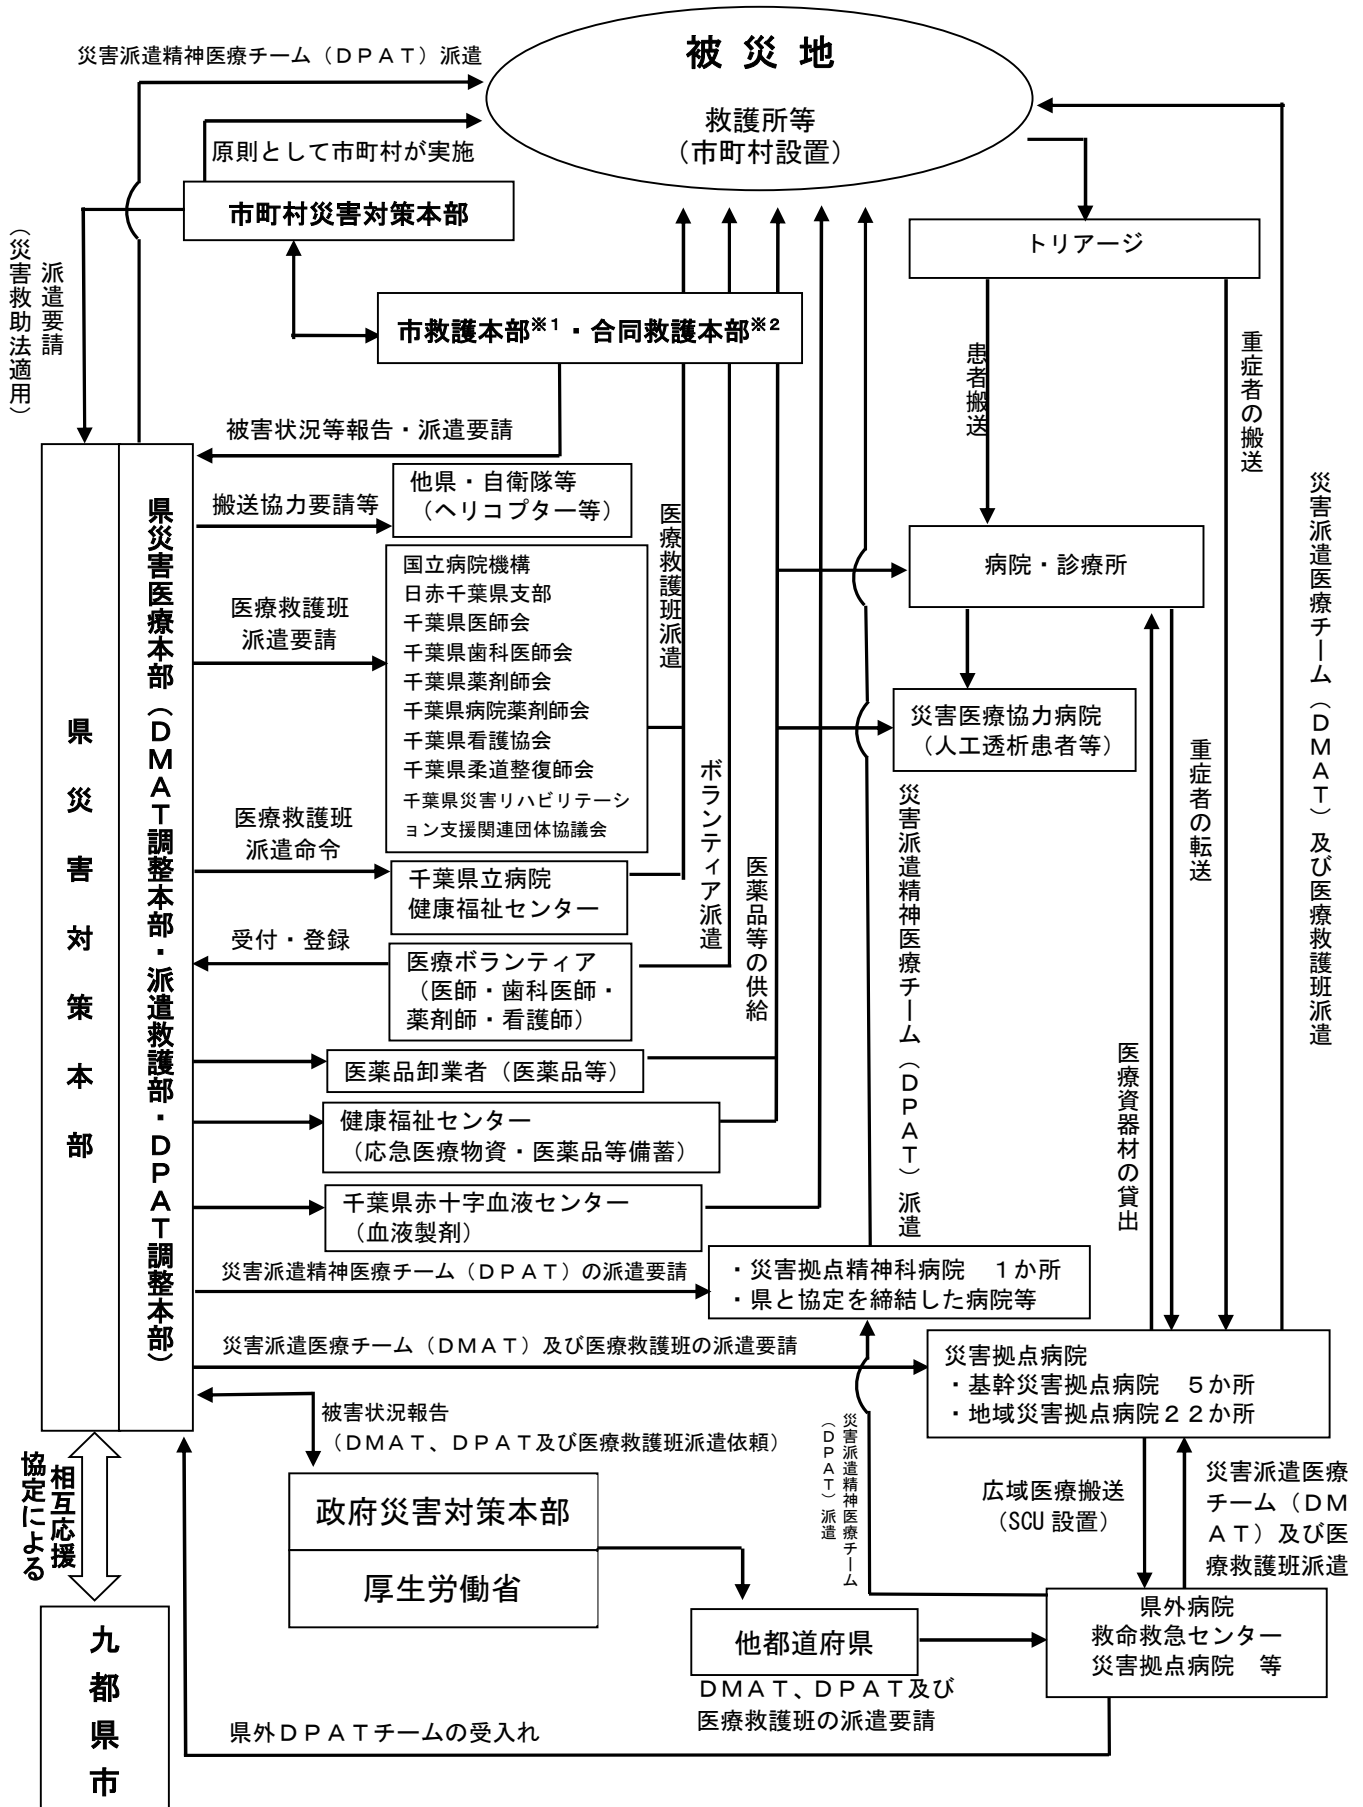 災害派遣精神医療チーム（ＤＰＡＴ）派遣
被 災 地
救護所等
（市町村設置）
原則として市町村が実施
市町村災害対策本部
トリアージ
派遣要請
（災害救助法適用）
市救護本部※１・合同救護本部※２
患者搬送
重症者の搬送
被害状況等報告・派遣要請
県災害対策本部
県災害医療本部（ＤＭＡＴ調整本部・派遣救護部・ＤＰＡＴ調整本部）
搬送協力要請等
他県・自衛隊等
（ヘリコプター等）
医療救護班派遣
災害派遣医療チーム（ＤＭＡＴ）及び医療救護班派遣
病院・診療所
医療救護班
派遣要請
国立病院機構
日赤千葉県支部
千葉県医師会
千葉県歯科医師会
千葉県薬剤師会
千葉県病院薬剤師会
千葉県看護協会
千葉県柔道整復師会
千葉県災害リハビリテーシ
ョン支援関連団体協議会
災害医療協力病院
（人工透析患者等）
ボランティア派遣
重症者の転送
災害派遣精神医療チーム（ＤＰＡＴ）派遣
医療救護班
派遣命令
千葉県立病院
健康福祉センター
医薬品等の供給
受付・登録
医療ボランティア
（医師・歯科医師・
薬剤師・看護師）
医薬品卸業者（医薬品等）
医療資器材の貸出
健康福祉センター
（応急医療物資・医薬品等備蓄）
千葉県赤十字血液センター
（血液製剤）
災害派遣精神医療チーム（ＤＰＡＴ）の派遣要請
・災害拠点精神科病院　１か所
・県と協定を締結した病院等
災害派遣医療チーム（ＤＭＡＴ）及び医療救護班の派遣要請
災害拠点病院
・基幹災害拠点病院　５か所
・地域災害拠点病院２２か所
被害状況報告
（ＤＭＡＴ、ＤＰＡＴ及び医療救護班派遣依頼）
災害派遣精神医療チーム
（ＤＰＡＴ）派遣
相互応援
協定による
政府災害対策本部
厚生労働省
広域医療搬送
（SCU 設置）
災害派遣医療
チーム（ＤＭ
ＡＴ）及び医
療救護班派遣
県外病院
救命救急センター
災害拠点病院　等
他都道府県
ＤＭＡＴ、ＤＰＡＴ及び
医療救護班の派遣要請
九都県市
県外ＤＰＡＴチームの受入れ